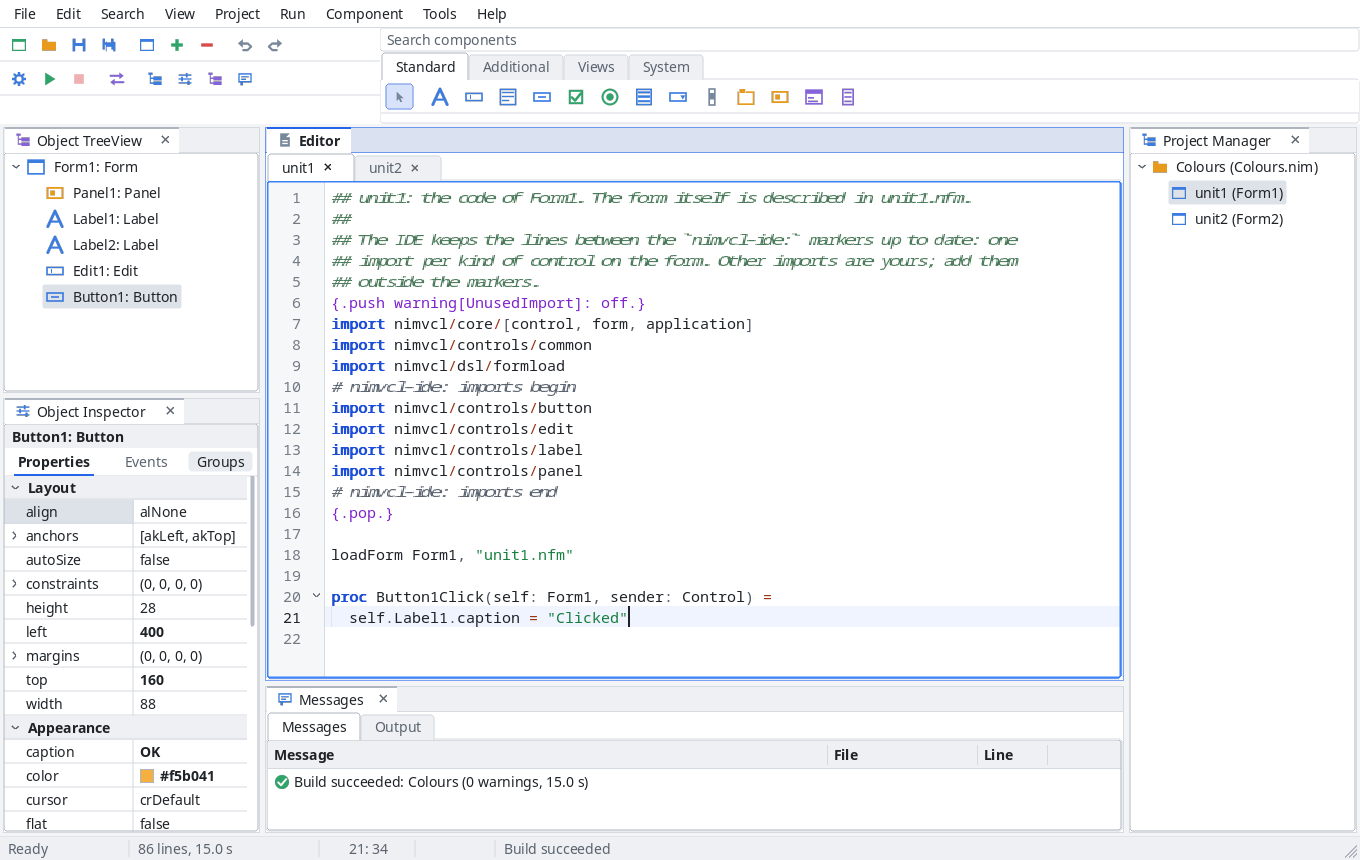 File Edit Search View Project Run Component Tools Help
Search components
Standard Additional Views System
Object TreeView
Form1: Form
Panel1: Panel
Label1: Label
Label2: Label
Edit1: Edit
Button1: Button
Object Inspector
Button1: Button
Properties Events Groups
Layout
align alNone
anchors [akLeft, akTop]
autoSize false
constraints (0, 0, 0, 0)
height 28
left 400
margins (0, 0, 0, 0)
top 160
width 88
Appearance
caption OK
color #f5b041
cursor crDefault
flat false
Editor
unit1 unit2
1 ## unit1: the code of Form1. The form itself is described in unit1.nfm.
2 ##
3 ## The IDE keeps the lines between the `nimvcl-ide:` markers up to date: one
4 ## import per kind of control on the form. Other imports are yours; add them
5 ## outside the markers.
6 {.push warning[UnusedImport]: off.}
7 import nimvcl/core/[control, form, application]
8 import nimvcl/controls/common
9 import nimvcl/dsl/formload
10 # nimvcl-ide: imports begin
11 import nimvcl/controls/button
12 import nimvcl/controls/edit
13 import nimvcl/controls/label
14 import nimvcl/controls/panel
15 # nimvcl-ide: imports end
16 {.pop.}
17
18 loadForm Form1, "unit1.nfm"
19
20 proc Button1Click(self: Form1, sender: Control) =
21 self.Label1.caption = "Clicked"
22
Messages
Messages Output
Message File Line
Build succeeded: Colours (0 warnings, 15.0 s)
Project Manager
Colours (Colours.nim)
unit1 (Form1)
unit2 (Form2)
Ready 86 lines, 15.0 s 21: 34 Build succeeded